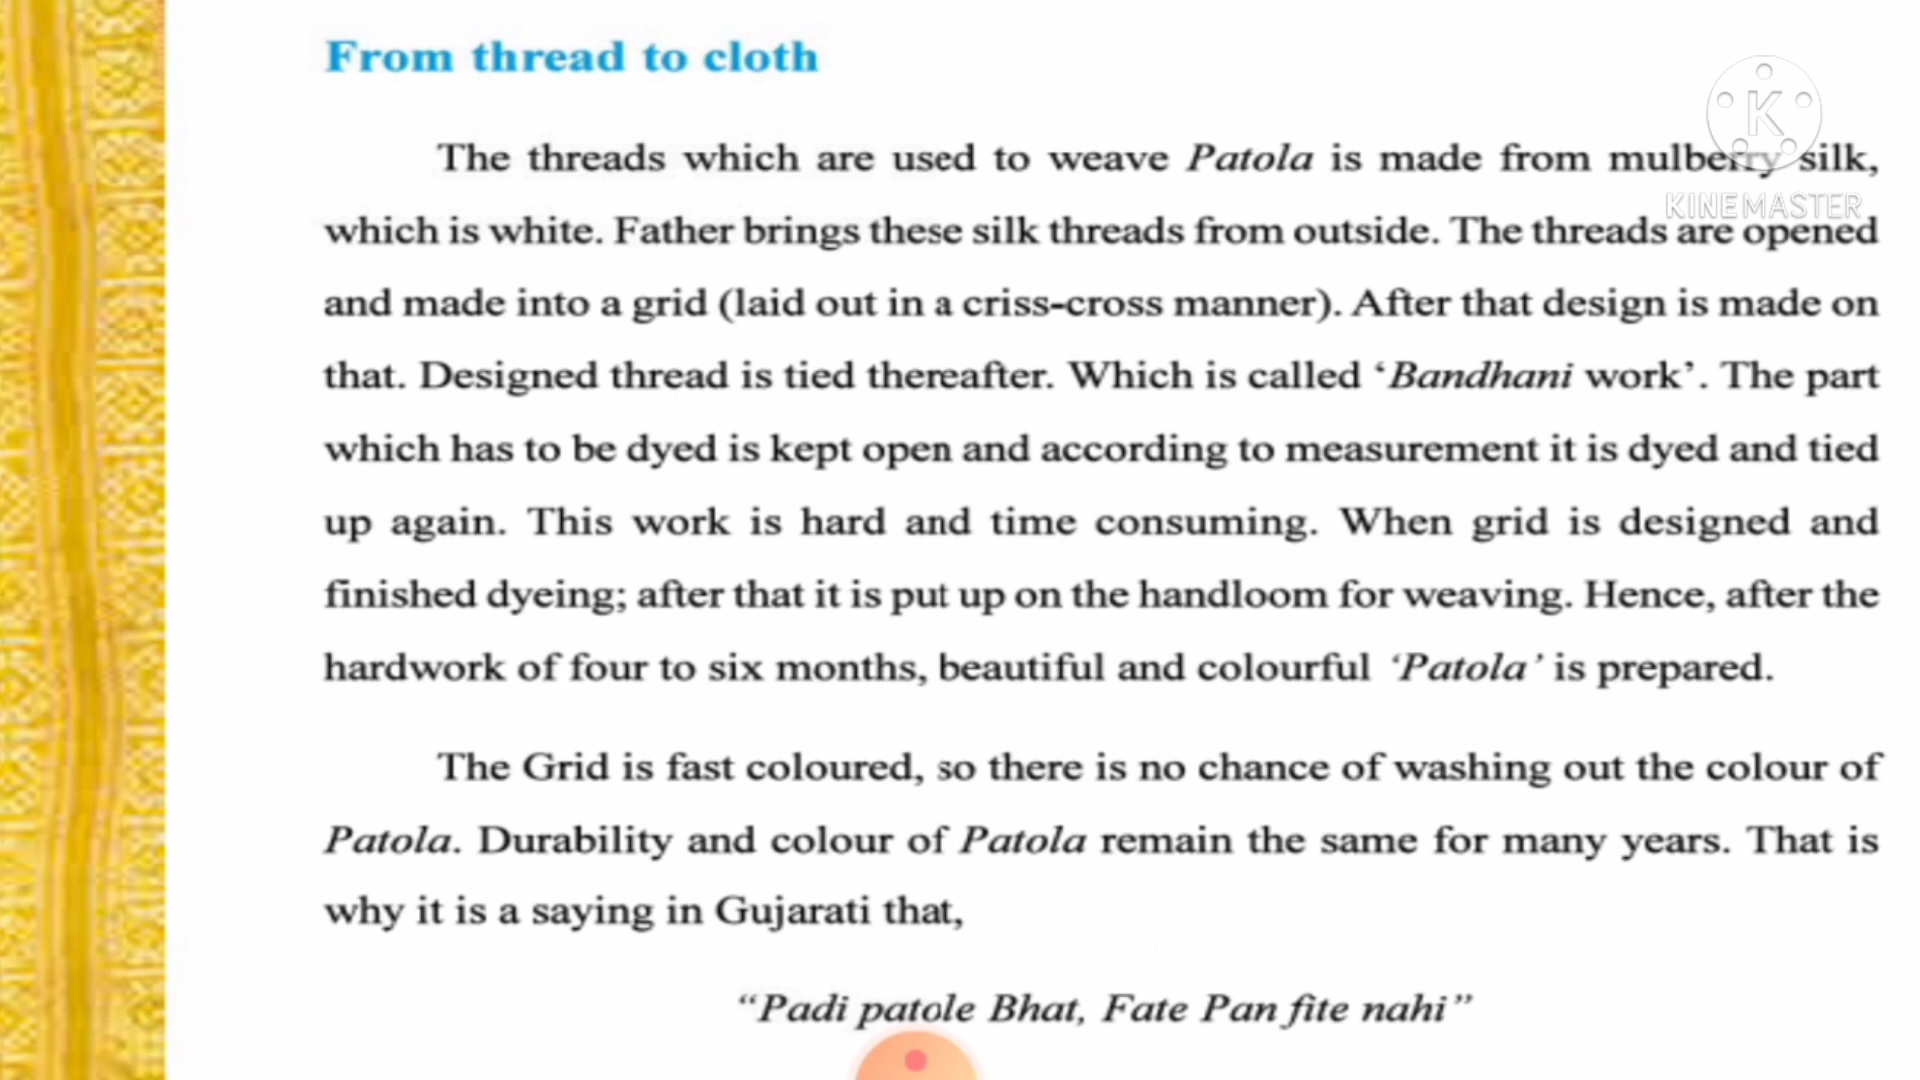 From thread to cloth
The threads which are used to weave Patola is made from mulberry silk,
which is white. Father brings these silk threads from outside. The threads are opened
and made into a grid (laid out in a criss-cross manner). After that design is made on
that. Designed thread is tied thereafter. Which is called ‘Bandhani work’. The part
which has to be dyed is kept open and according to measurement it is dyed and tied
up again. This work is hard and time consuming. When grid is designed and
finished dyeing; after that it is put up on the handloom for weaving. Hence, after the
hardwork of four to six months, beautiful and colourful ‘Patola’ is prepared.
The Grid is fast coloured, so there is no chance of washing out the colour of
Patola. Durability and colour of Patola remain the same for many years. That is
why it is a saying in Gujarati that,
“Padi patole Bhat, Fate Pan fite nahi”
K
KINEMASTER